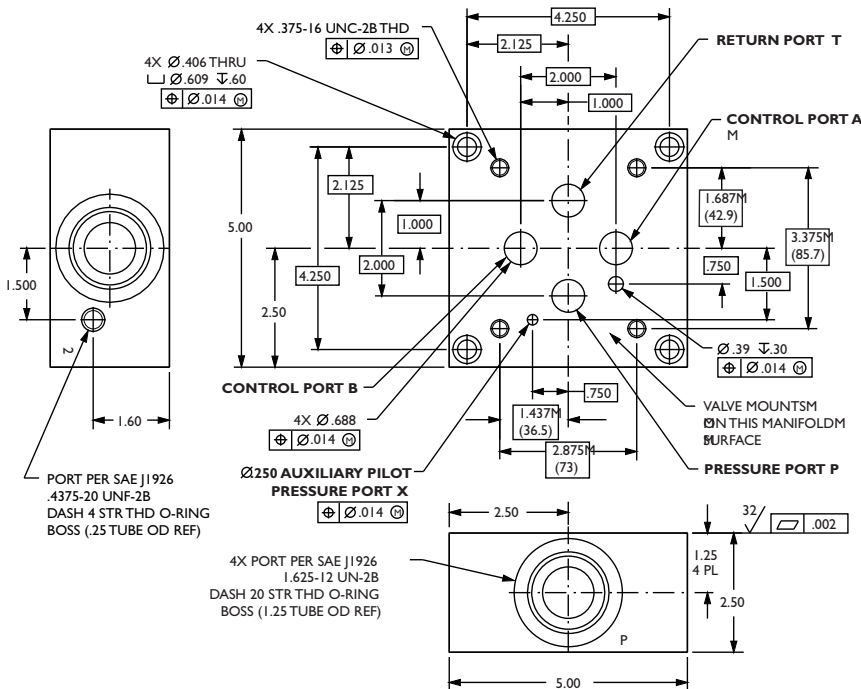 4X .375-16 UNC-2B THD
⌖ Ø.013 Ⓜ
4X Ø.406 THRU
⌴ Ø.609 ↧.60
⌖ Ø.014 Ⓜ
4.250
2.125
2.000
1.000
RETURN PORT T
CONTROL PORT A
M
2.125
1.000
5.00
4.250
2.000
2.50
1.687M
(42.9)
3.375M
(85.7)
.750
1.500
1.500
2
1.60
CONTROL PORT B
4X Ø.688
⌖ Ø.014 Ⓜ
Ø250 AUXILIARY PILOT
PRESSURE PORT X
⌖ Ø.014 Ⓜ
.750
1.437M
(36.5)
2.875M
(73)
Ø.39 ↧.30
⌖ Ø.014 Ⓜ
VALVE MOUNTSM
ON THIS MANIFOLDM
SURFACE
PRESSURE PORT P
PORT PER SAE J1926
.4375-20 UNF-2B
DASH 4 STR THD O-RING
BOSS (.25 TUBE OD REF)
4X PORT PER SAE J1926
1.625-12 UN-2B
DASH 20 STR THD O-RING
BOSS (1.25 TUBE OD REF)
2.50
32
⏥ .002
1.25
4 PL
2.50
P
5.00